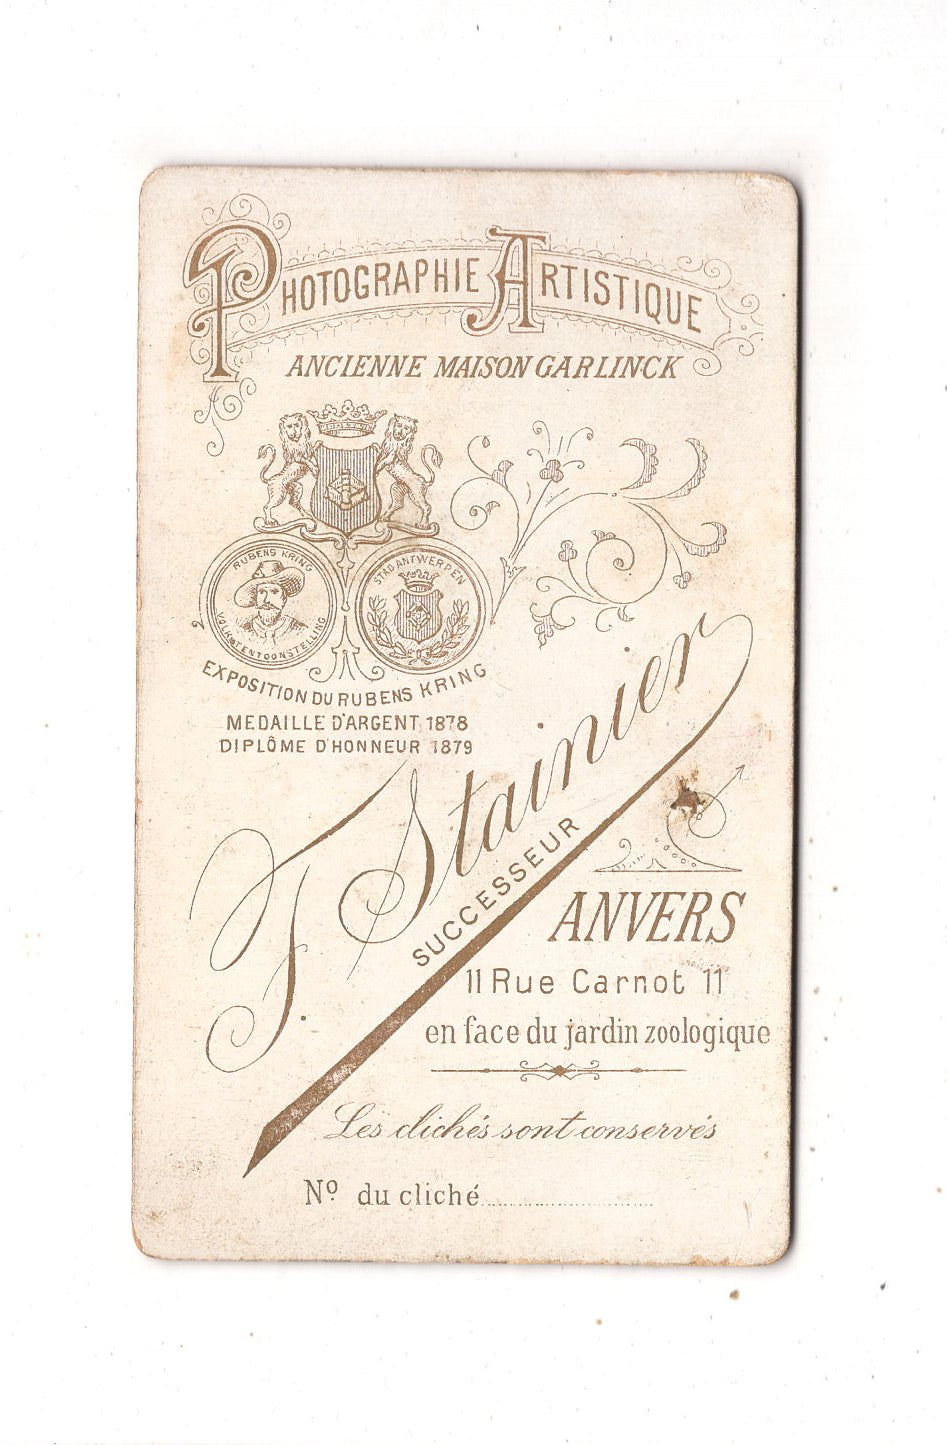 PHOTOGRAPHIE ARTISTIQUE
ANCIENNE MAISON GARLINCK
RUBENS KRING
VOLKSTENTOONSTELLING
STAD ANTWERPEN
EXPOSITION DU RUBENS KRING
MEDAILLE D'ARGENT 1878
DIPLÔME D'HONNEUR 1879
F. Stainier
SUCCESSEUR
ANVERS
11 Rue Carnot 11
en face du jardin zoologique
Les clichés sont conservés
Nº du cliché